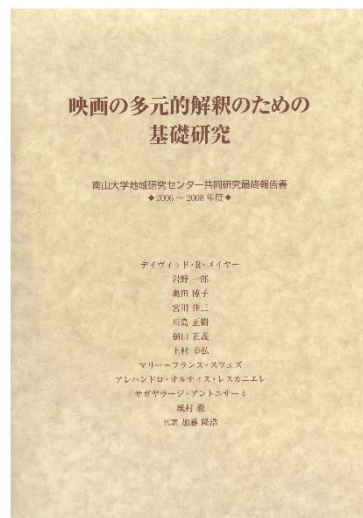 映画の多元的解釈のための
基礎研究
南山大学地域研究センター共同研究最終報告書
◆2006~2008年度◆
デイヴィッド・R・メイヤー
岩野 一郎
奥田 博子
宮川 佳三
川島 正樹
樋口 正義
上村 直弘
マリー=フランス・スウェズ
アレハンドロ・オルティス・レスカニエレ
サガヤラージ・アントニサーミ
風村 徹
代表 加藤 隆浩